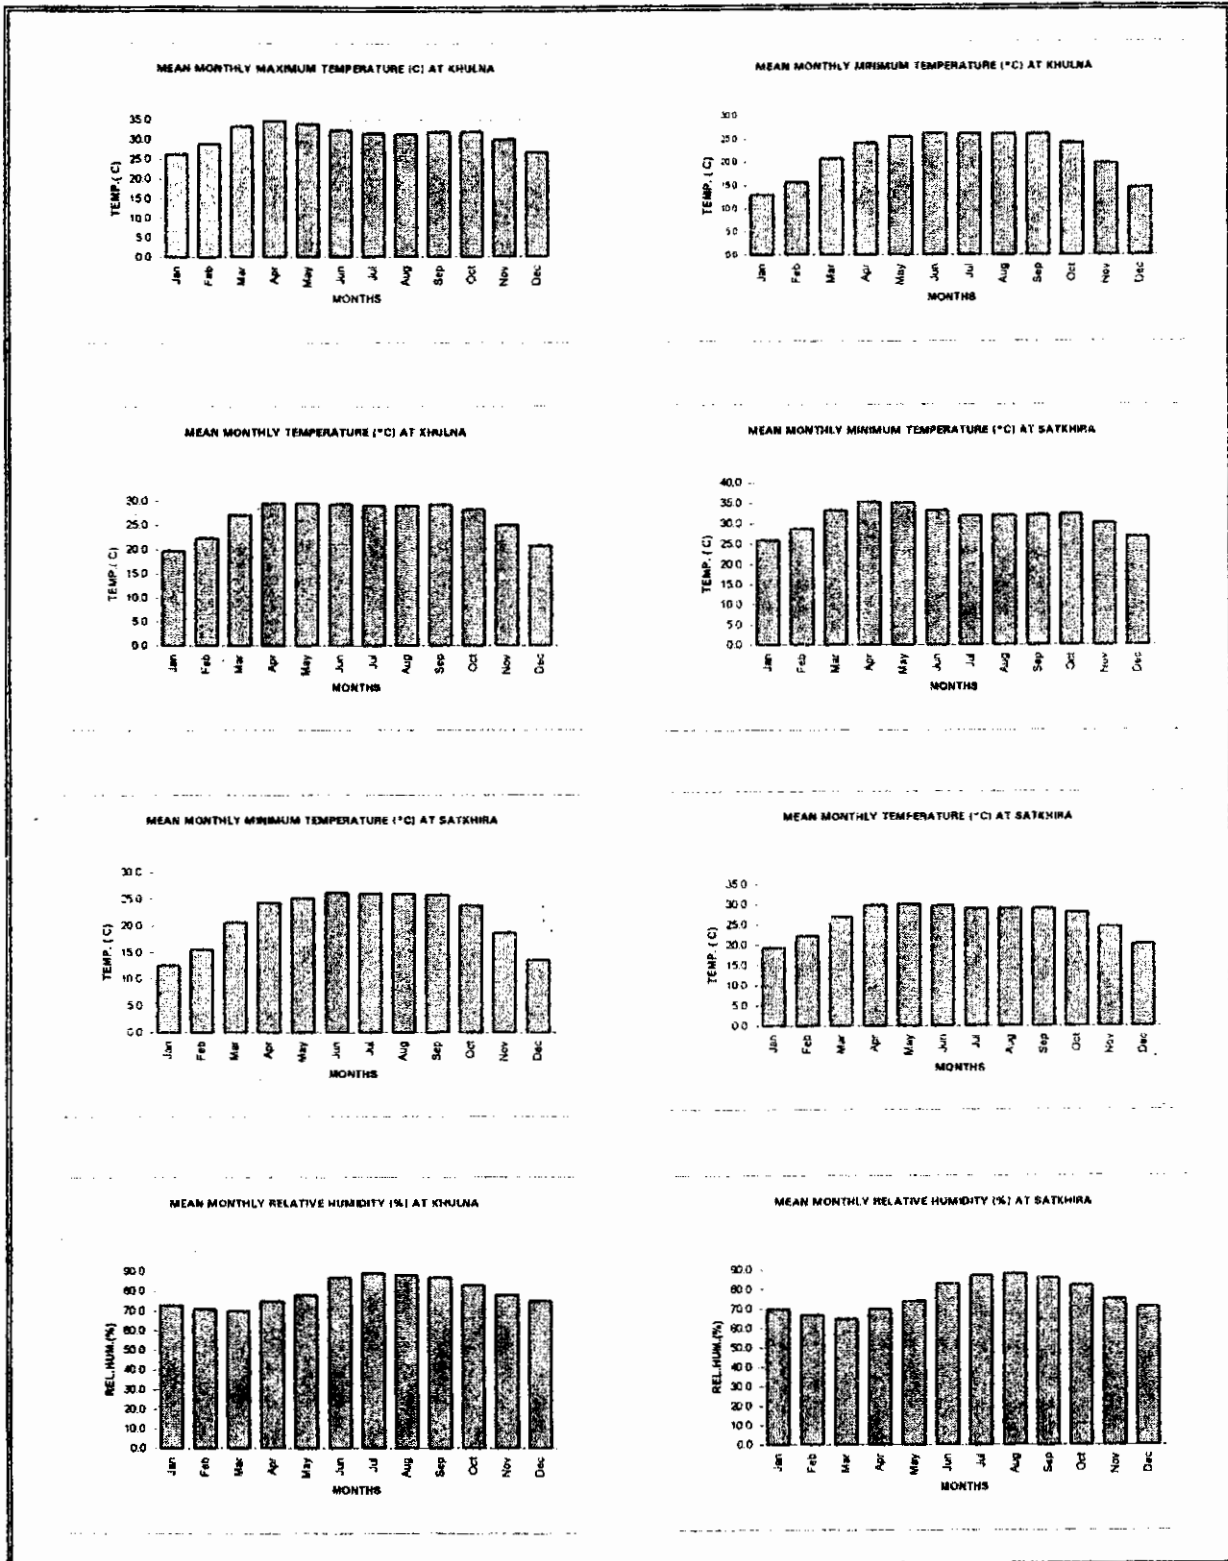 MEAN MONTHLY MAXIMUM TEMPERATURE (C) AT KHULNA
TEMP.( C)
35.0
30.0
25.0
20.0
15.0
10.0
5.0
0.0
Jan Feb Mar Apr May Jun Jul Aug Sep Oct Nov Dec
MONTHS
MEAN MONTHLY MINIMUM TEMPERATURE (°C) AT KHULNA
TEMP. ( C)
30.0
25.0
20.0
15.0
10.0
5.0
0.0
Jan Feb Mar Apr May Jun Jul Aug Sep Oct Nov Dec
MONTHS
MEAN MONTHLY TEMPERATURE (°C) AT KHULNA
TEMP.( C)
30.0
25.0
20.0
15.0
10.0
5.0
0.0
Jan Feb Mar Apr May Jun Jul Aug Sep Oct Nov Dec
MONTHS
MEAN MONTHLY MINIMUM TEMPERATURE (°C) AT SATKHIRA
TEMP. ( C)
40.0
35.0
30.0
25.0
20.0
15.0
10.0
5.0
0.0
Jan Feb Mar Apr May Jun Jul Aug Sep Oct Nov Dec
MONTHS
MEAN MONTHLY MINIMUM TEMPERATURE (°C) AT SATKHIRA
TEMP. ( C)
30.0
25.0
20.0
15.0
10.0
5.0
0.0
Jan Feb Mar Apr May Jun Jul Aug Sep Oct Nov Dec
MONTHS
MEAN MONTHLY TEMPERATURE (°C) AT SATKHIRA
TEMP. ( C)
35.0
30.0
25.0
20.0
15.0
10.0
5.0
0.0
Jan Feb Mar Apr May Jun Jul Aug Sep Oct Nov Dec
MONTHS
MEAN MONTHLY RELATIVE HUMIDITY (%) AT KHULNA
REL.HUM.(%)
90.0
80.0
70.0
60.0
50.0
40.0
30.0
20.0
10.0
0.0
Jan Feb Mar Apr May Jun Jul Aug Sep Oct Nov Dec
MONTHS
MEAN MONTHLY RELATIVE HUMIDITY (%) AT SATKHIRA
REL.HUM.(%)
90.0
80.0
70.0
60.0
50.0
40.0
30.0
20.0
10.0
0.0
Jan Feb Mar Apr May Jun Jul Aug Sep Oct Nov Dec
MONTHS